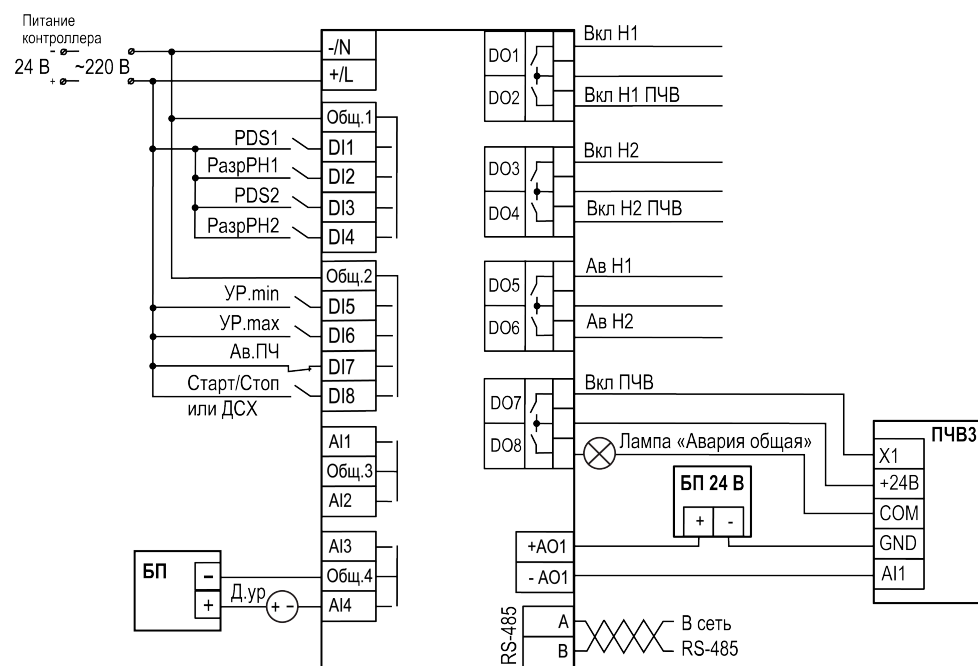 Питание
контроллера
-
24 В ~220 В
+
-/N
+/L
Общ.1
PDS1 DI1
РазрРН1 DI2
PDS2 DI3
РазрРН2 DI4
Общ.2
УР.min DI5
УР.max DI6
Ав.ПЧ DI7
Старт/Стоп
или ДСХ
DI8
AI1
Общ.3
AI2
AI3
Общ.4
AI4
БП
–
+
Д.ур
+ –
DO1
DO2
Вкл Н1
Вкл Н1 ПЧВ
DO3
DO4
Вкл Н2
Вкл Н2 ПЧВ
DO5
DO6
Ав Н1
Ав Н2
DO7
DO8
Вкл ПЧВ
Лампа «Авария общая»
БП 24 В
+ -
ПЧВ3
X1
+24В
COM
GND
AI1
+AO1
- AO1
RS-485
A
B
В сеть
RS-485